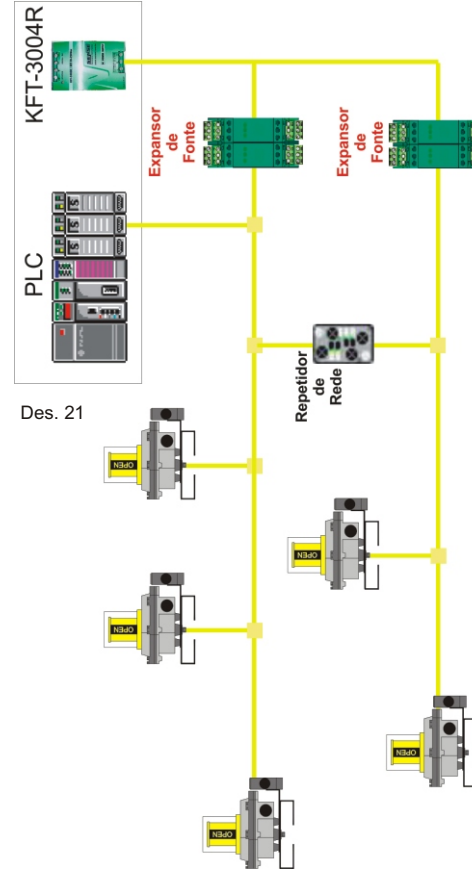 KFT-3004R
PLC
Expansor
de
Fonte
Expansor
de
Fonte
Repetidor
de
Rede
Des. 21
OPEN
OPEN
OPEN
OPEN
OPEN